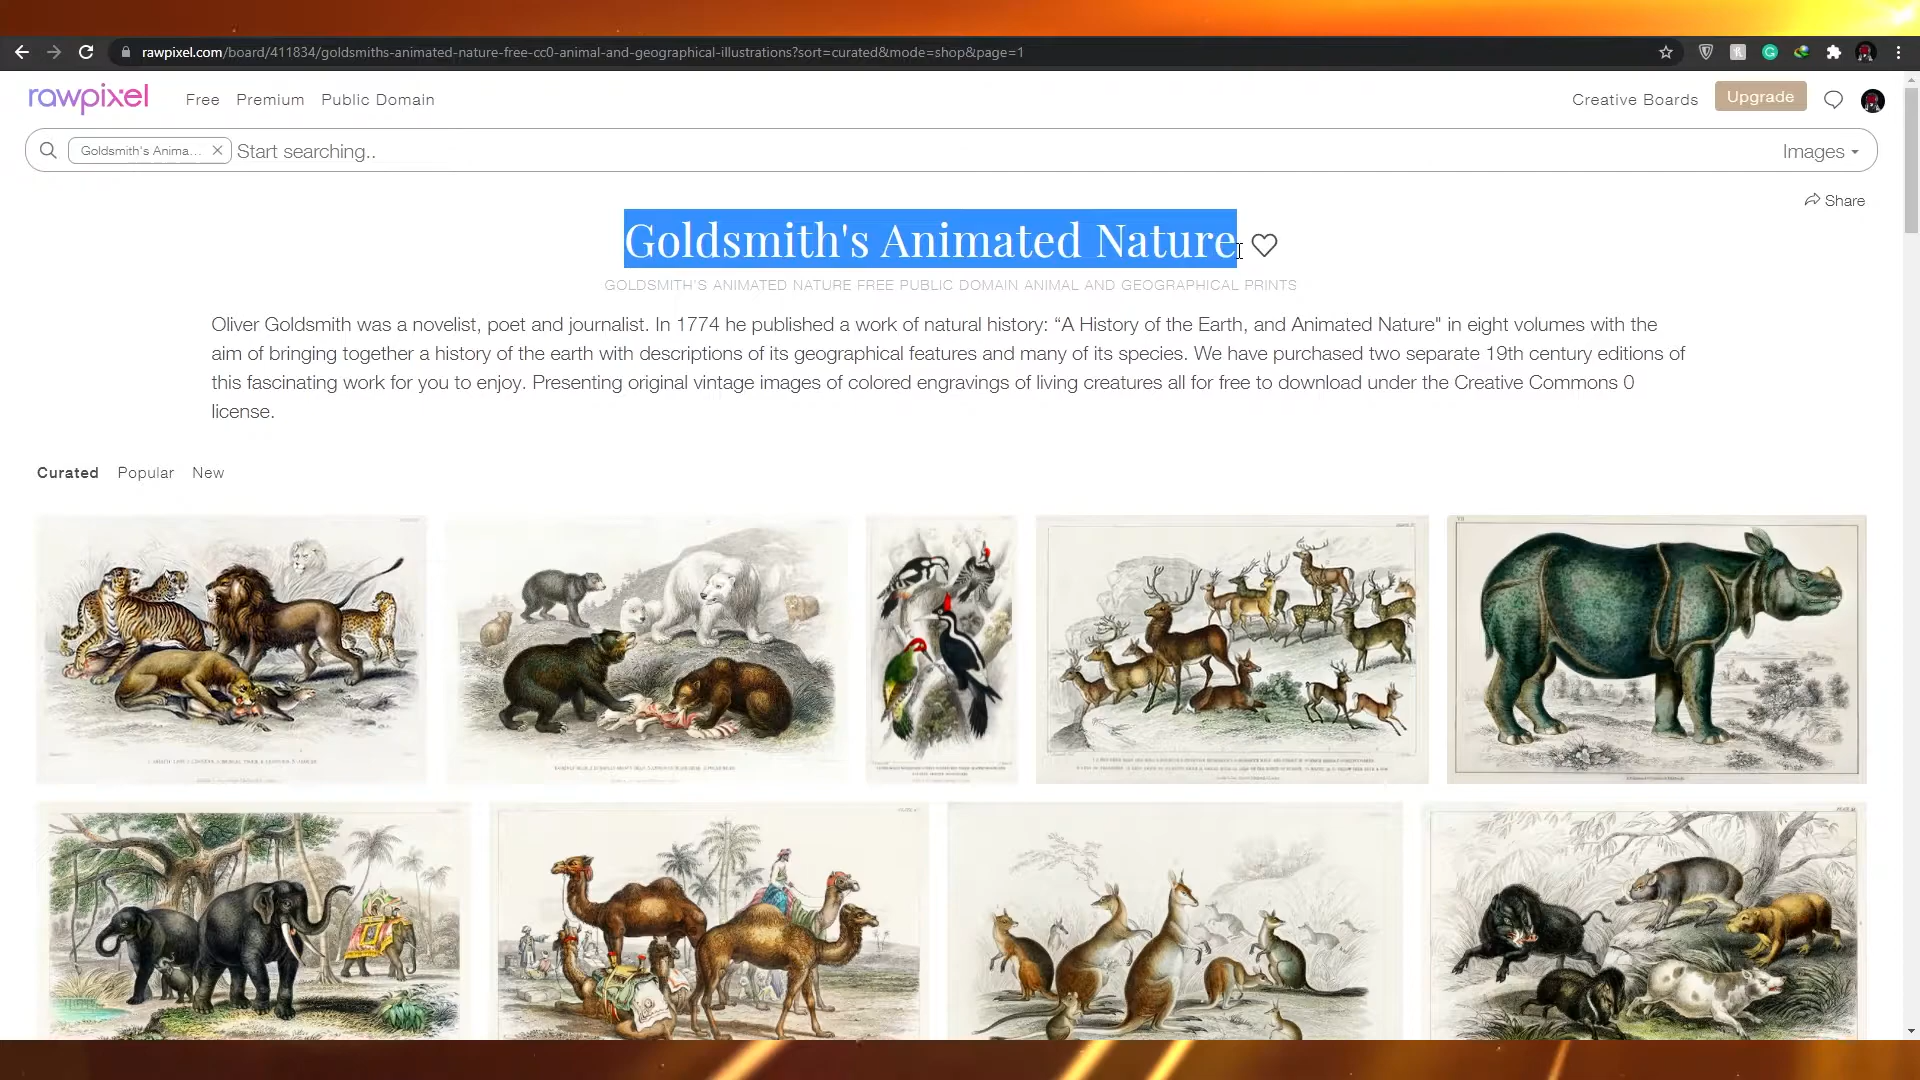 rawpixel.com/board/411834/goldsmiths-animated-nature-free-cc0-animal-and-geographical-illustrations?sort=curated&mode=shop&page=1
rawpixel Free Premium Public Domain Creative Boards Upgrade
Goldsmith's Anima... Start searching.. Images
Share
Goldsmith's Animated Nature
GOLDSMITH'S ANIMATED NATURE FREE PUBLIC DOMAIN ANIMAL AND GEOGRAPHICAL PRINTS
Oliver Goldsmith was a novelist, poet and journalist. In 1774 he published a work of natural history: “A History of the Earth, and Animated Nature" in eight volumes with the
aim of bringing together a history of the earth with descriptions of its geographical features and many of its species. We have purchased two separate 19th century editions of
this fascinating work for you to enjoy. Presenting original vintage images of colored engravings of living creatures all for free to download under the Creative Commons 0
license.
Curated Popular New